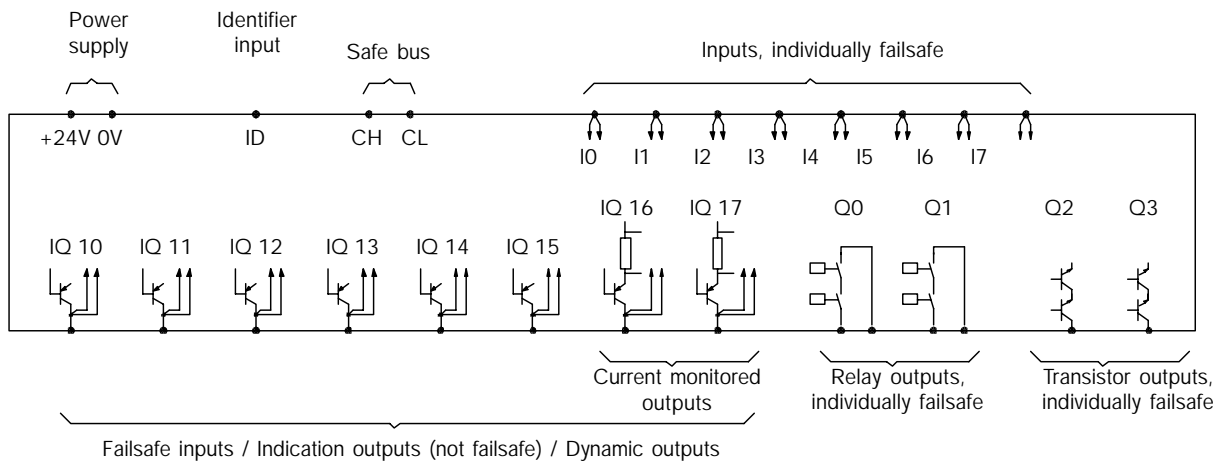 Power
supply
Identifier
input
Safe bus
Inputs, individually failsafe
+24V 0V
ID
CH
CL
I0
I1
I2
I3
I4
I5
I6
I7
IQ 16
IQ 17
Q0
Q1
Q2
Q3
IQ 10
IQ 11
IQ 12
IQ 13
IQ 14
IQ 15
Current monitored
outputs
Relay outputs,
individually failsafe
Transistor outputs,
individually failsafe
Failsafe inputs / Indication outputs (not failsafe) / Dynamic outputs